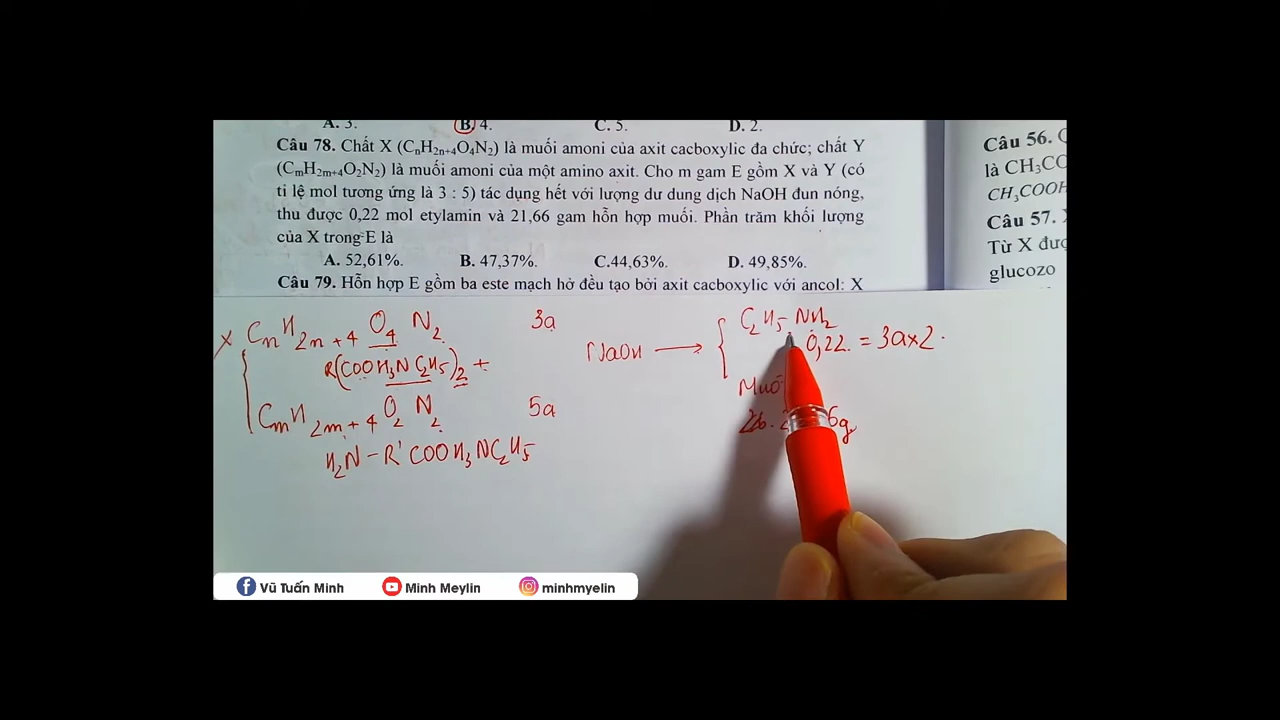 A. 3. B. 4. C. 5. D. 2.
Câu 78. Chất X (CnH2n+4O4N2) là muối amoni của axit cacboxylic đa chức; chất Y
(CmH2m+4O2N2) là muối amoni của một amino axit. Cho m gam E gồm X và Y (có
tỉ lệ mol tương ứng là 3 : 5) tác dụng hết với lượng dư dung dịch NaOH đun nóng,
thu được 0,22 mol etylamin và 21,66 gam hỗn hợp muối. Phần trăm khối lượng
của X trong E là
A. 52,61%. B. 47,37%. C.44,63%. D. 49,85%.
Câu 79. Hỗn hợp E gồm ba este mạch hở đều tạo bởi axit cacboxylic với ancol: X
Câu 56.
là CH3CO
CH3COOH
Câu 57.
Từ X đượ
glucozo
X CnH2n+4 O4 N2 3a
R(COOH3NC2H5)2 +
CmH2m+4 O2 N2 5a
H2N-R'COOH3NC2H5
NaOH → C2H5NH2
0,22. = 3a×2.
Muố
6g
Vũ Tuấn Minh Minh Meylin minhmyelin